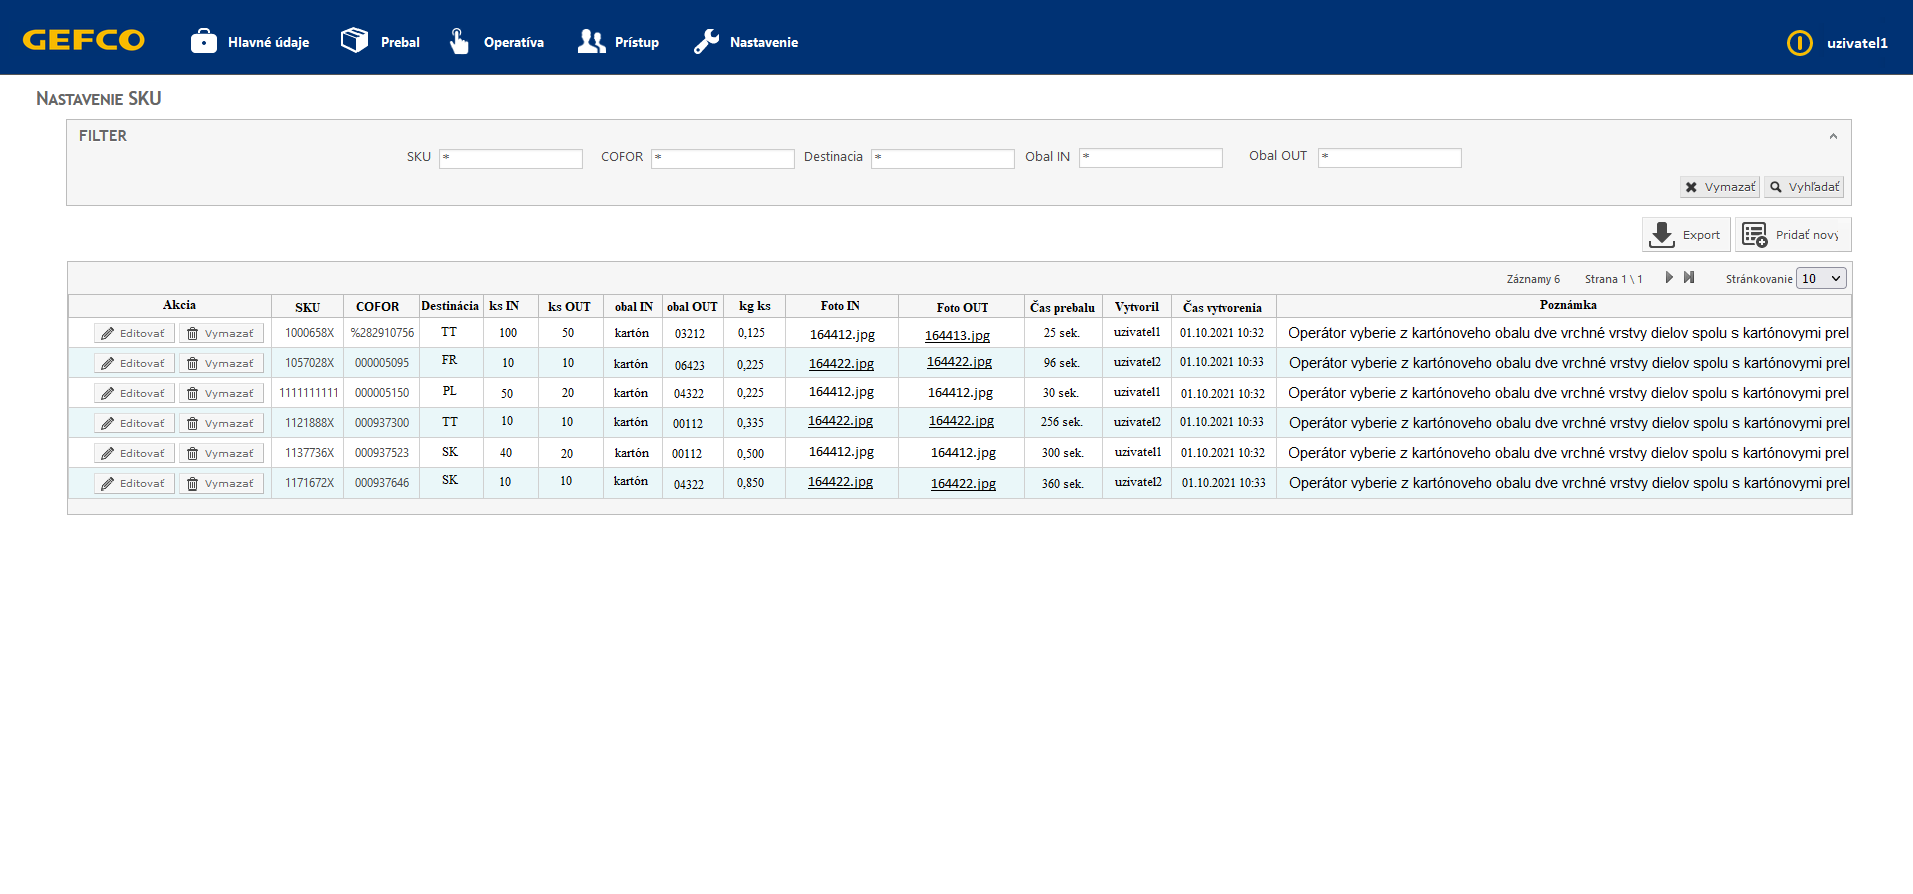 GEFCO Hlavné údaje Prebal Operatíva Prístup Nastavenie uzivatel1
Nastavenie SKU
FILTER
SKU * COFOR * Destinacia * Obal IN * Obal OUT *
Vymazať Vyhľadať
Export Pridať nový
Záznamy 6 Strana 1 \ 1 Stránkovanie 10
Akcia SKU COFOR Destinácia ks IN ks OUT obal IN obal OUT kg ks Foto IN Foto OUT Čas prebalu Vytvoril Čas vytvorenia Poznámka
Editovať Vymazať 1000658X %282910756 TT 100 50 kartón 03212 0,125 164412.jpg 164413.jpg 25 sek. uzivatel1 01.10.2021 10:32 Operátor vyberie z kartónoveho obalu dve vrchné vrstvy dielov spolu s kartónovymi prel
Editovať Vymazať 1057028X 000005095 FR 10 10 kartón 06423 0,225 164422.jpg 164422.jpg 96 sek. uzivatel2 01.10.2021 10:33 Operátor vyberie z kartónoveho obalu dve vrchné vrstvy dielov spolu s kartónovymi prel
Editovať Vymazať 1111111111 000005150 PL 50 20 kartón 04322 0,225 164412.jpg 164412.jpg 30 sek. uzivatel1 01.10.2021 10:32 Operátor vyberie z kartónoveho obalu dve vrchné vrstvy dielov spolu s kartónovymi prel
Editovať Vymazať 1121888X 000937300 TT 10 10 kartón 00112 0,335 164422.jpg 164422.jpg 256 sek. uzivatel2 01.10.2021 10:33 Operátor vyberie z kartónoveho obalu dve vrchné vrstvy dielov spolu s kartónovymi prel
Editovať Vymazať 1137736X 000937523 SK 40 20 kartón 00112 0,500 164412.jpg 164412.jpg 300 sek. uzivatel1 01.10.2021 10:32 Operátor vyberie z kartónoveho obalu dve vrchné vrstvy dielov spolu s kartónovymi prel
Editovať Vymazať 1171672X 000937646 SK 10 10 kartón 04322 0,850 164422.jpg 164422.jpg 360 sek. uzivatel2 01.10.2021 10:33 Operátor vyberie z kartónoveho obalu dve vrchné vrstvy dielov spolu s kartónovymi prel